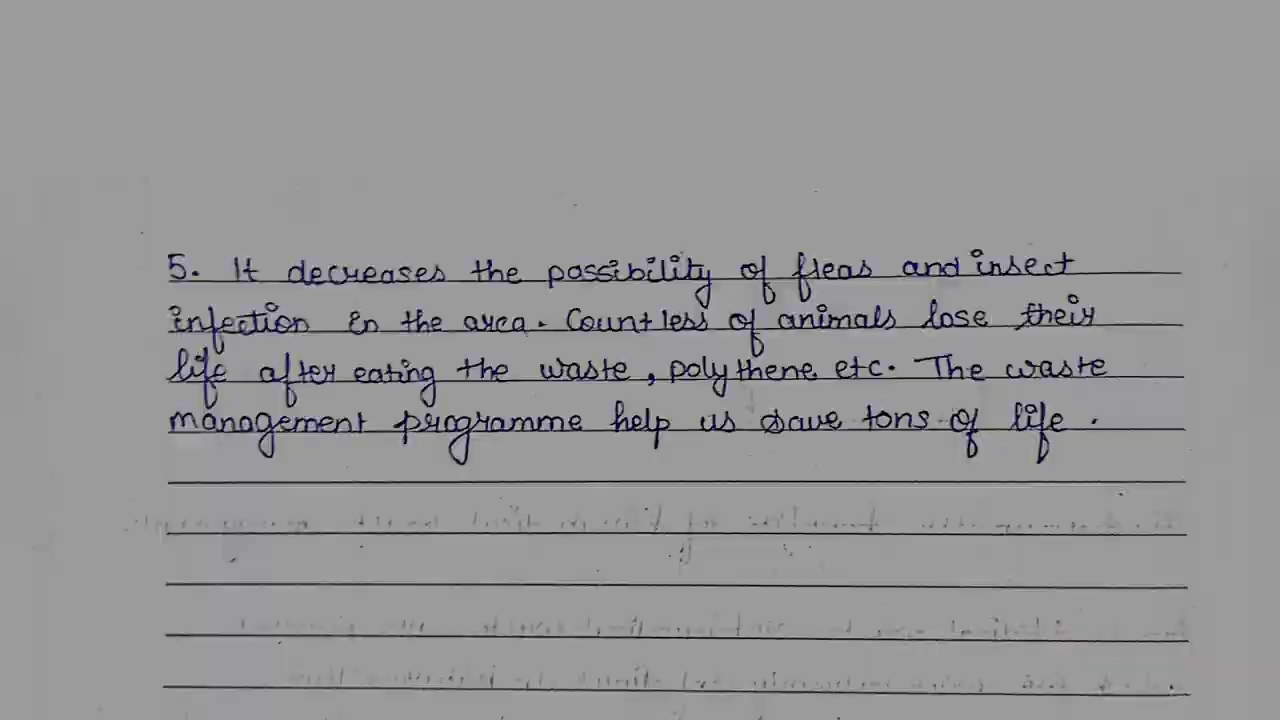 5. It decreases the possibility of fleas and insect
infection in the area. Countless of animals lose their
life after eating the waste, polythene etc. The waste
management programme help us save tons of life.